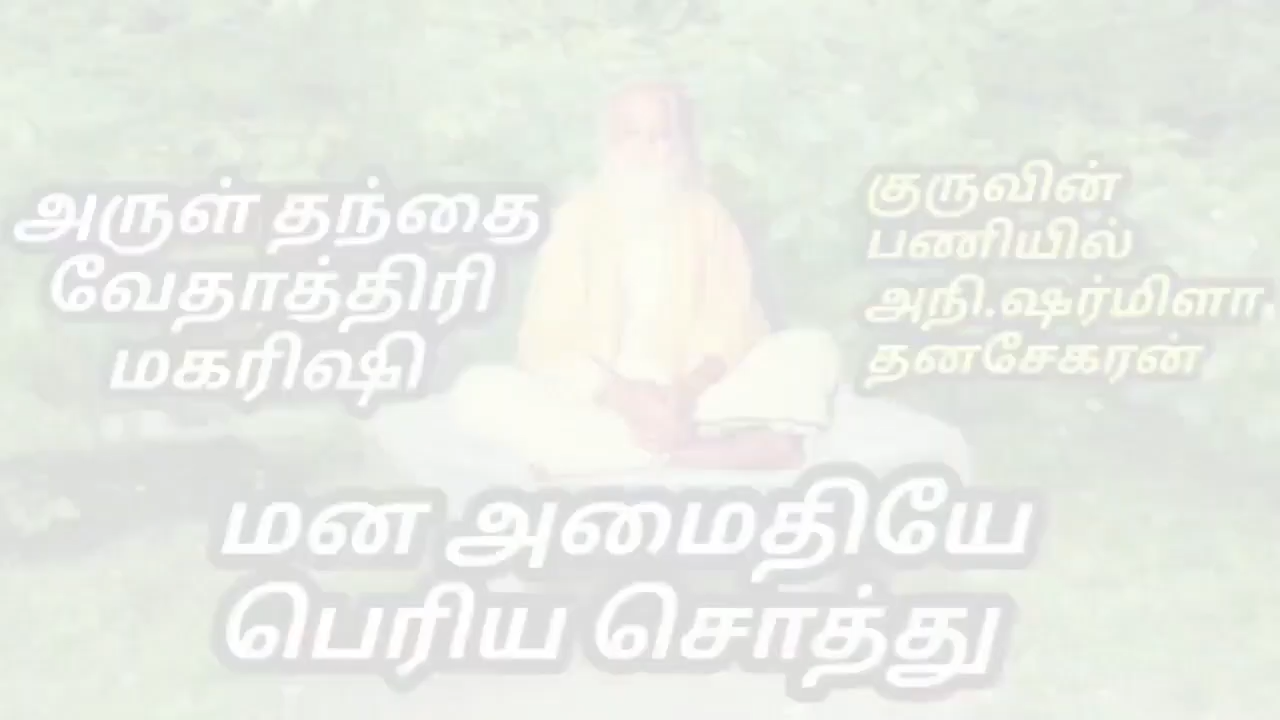 அருள் தந்தை
வேதாத்திரி
மகரிஷி
குருவின்
பணியில்
அநி.ஷர்மிளா
தனசேகரன்
மன அமைதியே
பெரிய சொத்து